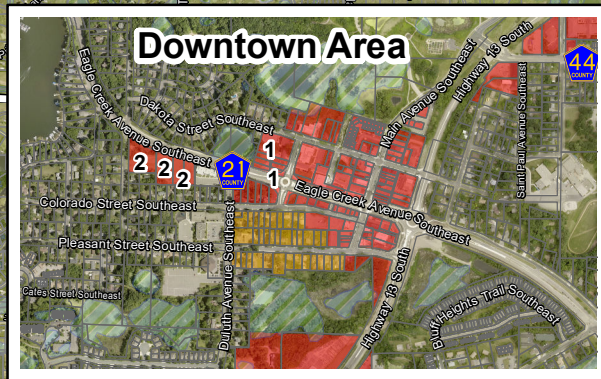 Downtown Area
Eagle Creek Avenue Southeast
Dakota Street Southeast
Main Avenue Southeast
Highway 13 South
44
COUNTY
Saint Paul Avenue Southeast
1
2
2
2
21
COUNTY
1
Eagle Creek Avenue Southeast
Colorado Street Southeast
Pleasant Street Southeast
Duluth Avenue Southeast
Cates Street Southeast
Highway 13 South
Bluff Heights Trail Southeast